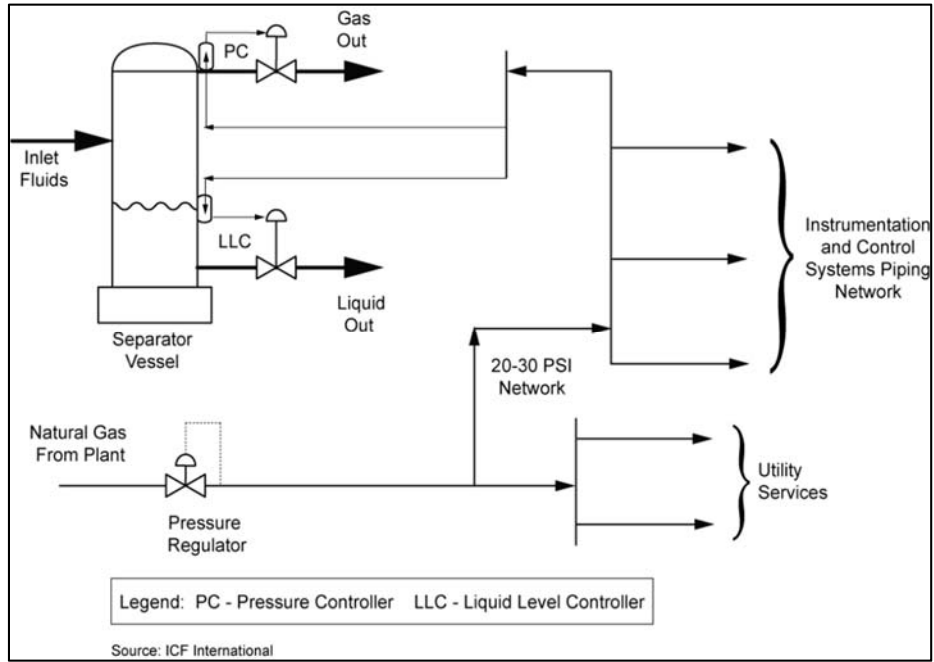 Gas
Out
PC
Inlet
Fluids
LLC
Liquid
Out
Separator
Vessel
Instrumentation
and Control
Systems Piping
Network
20-30 PSI
Network
Natural Gas
From Plant
Pressure
Regulator
Utility
Services
Legend: PC - Pressure Controller LLC - Liquid Level Controller
Source: ICF International